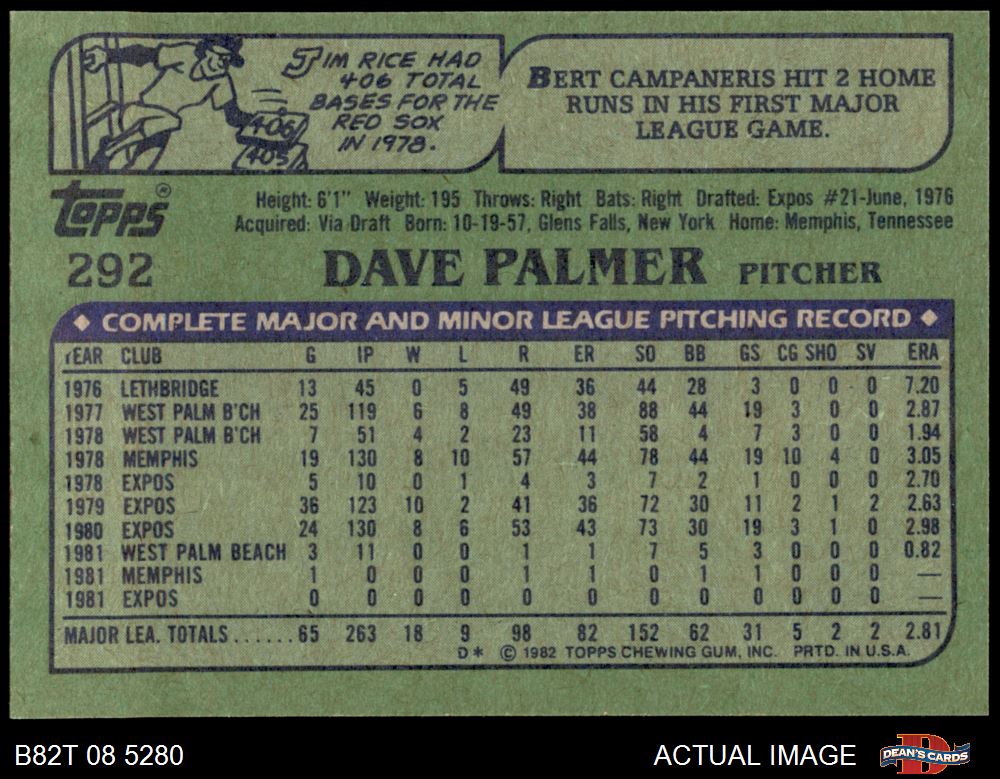 JIM RICE HAD
406 TOTAL
BASES FOR THE
RED SOX
IN 1978.
406
405
BERT CAMPANERIS HIT 2 HOME
RUNS IN HIS FIRST MAJOR
LEAGUE GAME.
Topps®
Height: 6'1" Weight: 195 Throws: Right Bats: Right Drafted: Expos #21-June, 1976
Acquired: Via Draft Born: 10-19-57, Glens Falls, New York Home: Memphis, Tennessee
292 DAVE PALMER PITCHER
◆ COMPLETE MAJOR AND MINOR LEAGUE PITCHING RECORD ◆
YEAR CLUB G IP W L R ER SO BB GS CG SHO SV ERA
1976 LETHBRIDGE 13 45 0 5 49 36 44 28 3 0 0 0 7.20
1977 WEST PALM B'CH 25 119 6 8 49 38 88 44 19 3 0 0 2.87
1978 WEST PALM B'CH 7 51 4 2 23 11 58 4 7 3 0 0 1.94
1978 MEMPHIS 19 130 8 10 57 44 78 44 19 10 4 0 3.05
1978 EXPOS 5 10 0 1 4 3 7 2 1 0 0 0 2.70
1979 EXPOS 36 123 10 2 41 36 72 30 11 2 1 2 2.63
1980 EXPOS 24 130 8 6 53 43 73 30 19 3 1 0 2.98
1981 WEST PALM BEACH 3 11 0 0 1 1 7 5 3 0 0 0 0.82
1981 MEMPHIS 1 0 0 0 1 1 0 1 1 0 0 0 —
1981 EXPOS 0 0 0 0 0 0 0 0 0 0 0 0 —
MAJOR LEA. TOTALS......65 263 18 9 98 82 152 62 31 5 2 2 2.81
D* © 1982 TOPPS CHEWING GUM, INC. PRTD. IN U.S.A.
B82T 08 5280 ACTUAL IMAGE
DEAN'S CARDS